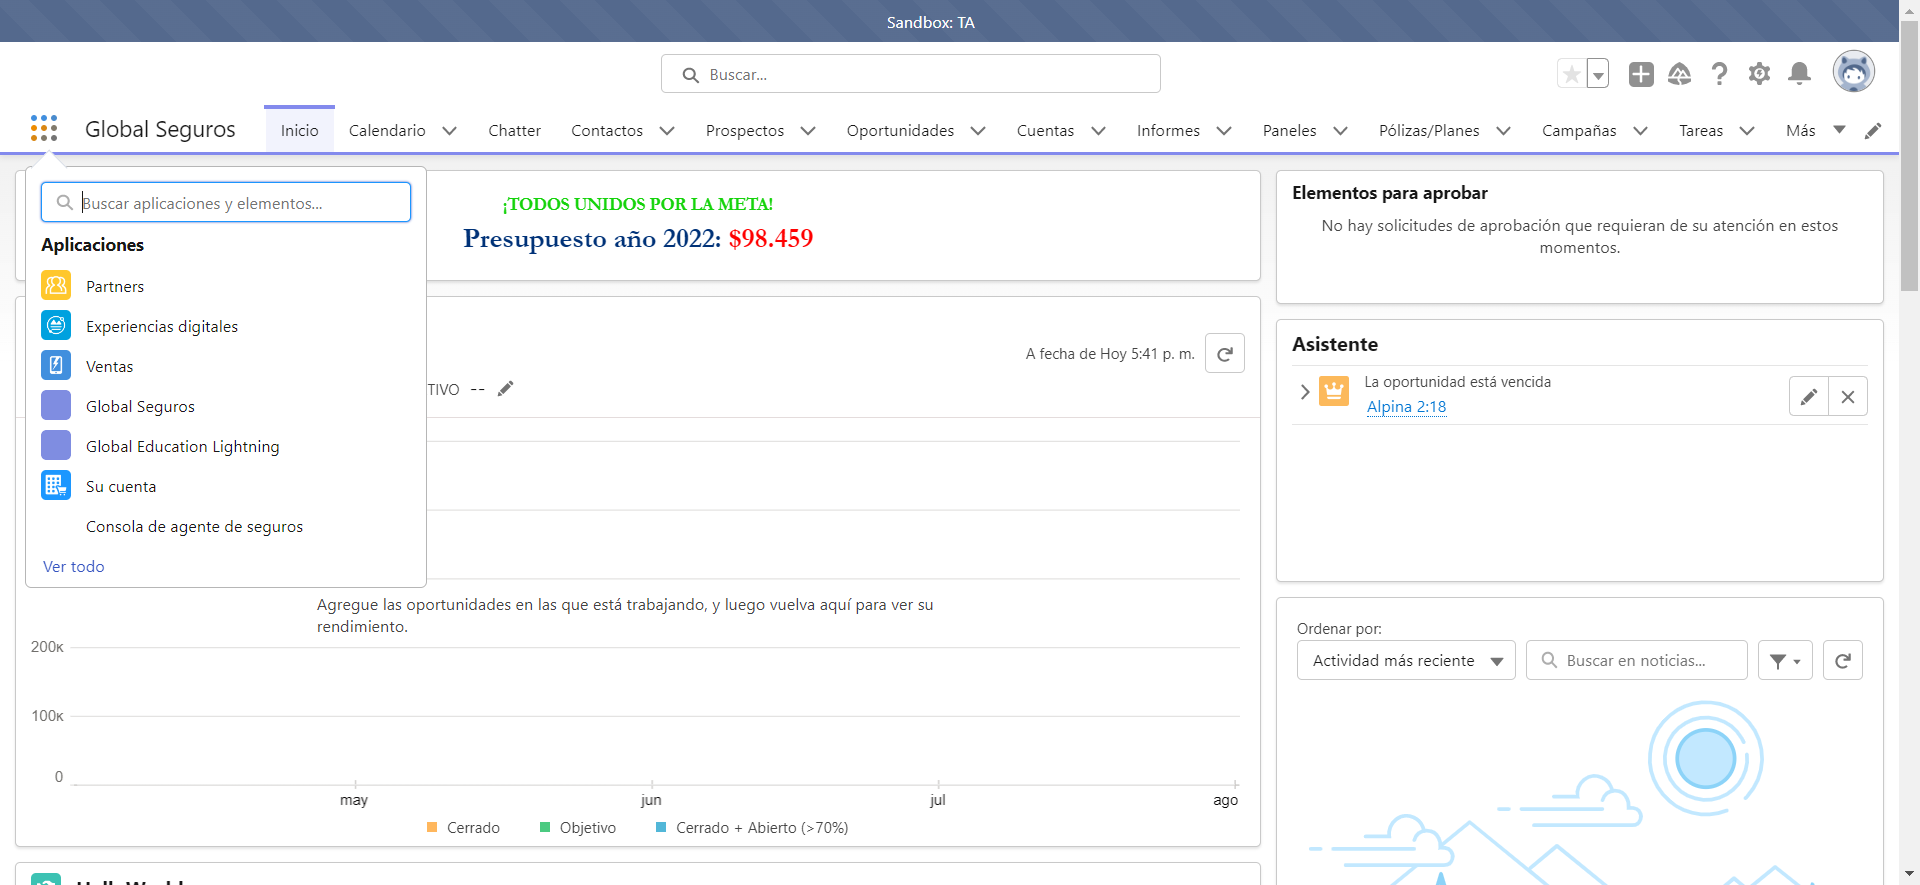 Sandbox: TA
Buscar...
Global Seguros
Inicio
Calendario
Chatter
Contactos
Prospectos
Oportunidades
Cuentas
Informes
Paneles
Pólizas/Planes
Campañas
Tareas
Más
Buscar aplicaciones y elementos...
Aplicaciones
Partners
Experiencias digitales
Ventas
Global Seguros
Global Education Lightning
Su cuenta
Consola de agente de seguros
Ver todo
¡TODOS UNIDOS POR LA META!
Presupuesto año 2022: $98.459
A fecha de Hoy 5:41 p. m.
TIVO --
Agregue las oportunidades en las que está trabajando, y luego vuelva aquí para ver su
rendimiento.
200K
100K
0
may
jun
jul
ago
Cerrado
Objetivo
Cerrado + Abierto (>70%)
Elementos para aprobar
No hay solicitudes de aprobación que requieran de su atención en estos
momentos.
Asistente
La oportunidad está vencida
Alpina 2:18
Ordenar por:
Actividad más reciente
Buscar en noticias...